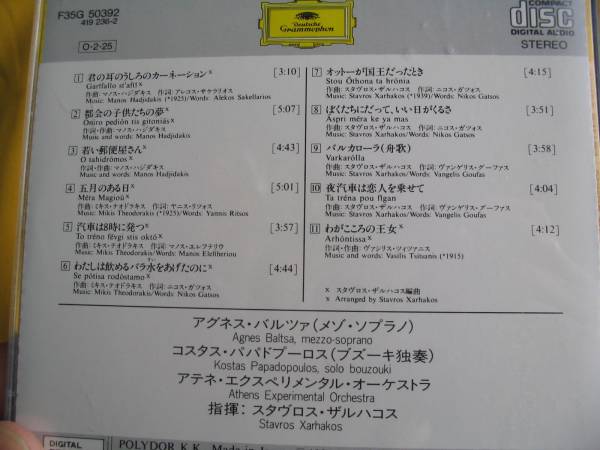 F35G 50392
419 236-2
0-2-25
Deutsche
Grammophon
COMPACT
disc
DIGITAL AUDIO
STEREO
1 君の耳のうしろのカーネーションx [3:10]
Garífallo st'aftíx
作曲:マノス・ハジダキス 作詞:アレコス・サケラリオス
Music: Manos Hadjidakis (*1925)/Words: Alekos Sakellarios
2 都会の子供たちの夢x [5:07]
Óniro pedión tis gitoniásx
作詞・作曲:マノス・ハジダキス
Music and words: Manos Hadjidakis
3 若い郵便屋さんx [4:43]
O tahidrómosx
作詞・作曲:マノス・ハジダキス
Music and words: Manos Hadjidakis
4 五月のある日x [5:01]
Méra Magioúx
作曲:ミキス・テオドラキス 作詞:ヤニス・リツォス
Music: Mikis Theodorakis (*1925)/Words: Yannis Ritsos
5 汽車は8時に発つx [3:57]
To tréno févgi stis októx
作曲:ミキス・テオドラキス 作詞:マノス・エレフテリウ
Music: Mikis Theodorakis/Words: Manos Eleftheriou
6 わたしは飲めるバラ水をあげたのにx [4:44]
Se pótisa rodóstamox
作曲:ミキス・テオドラキス 作詞:ニコス・ガフォス
Music: Mikis Theodorakis/Words: Nikos Gatsos
7 オットーが国王だったとき [4:15]
Stou Óthona ta hrónia
作曲:スタヴロス・ザルハコス 作詞:ニコス・ガツォス
Music: Stavros Xarhakos (*1939)/Words: Nikos Gatsos
8 ぼくたちにだって、いい日がくるさ [3:51]
Áspri méra ke ya mas
作曲:スタヴロス・ザルハコス 作詞:ニコス・ガツォス
Music: Stavros Xarhakos/Words: Nikos Gatsos
9 バルカローラ(舟歌) [3:58]
Varkarólla
作曲:スタヴロス・ザルハコス 作詞:ヴァンゲリス・グーファス
Music: Stavros Xarhakos/Words: Vangelis Goufas
10 夜汽車は恋人を乗せて [4:04]
Ta tréna pou fígan
作曲:スタヴロス・ザルハコス 作詞:ヴァンゲリス・グーファス
Music: Stavros Xarhakos/Words: Vangelis Goufas
11 わがこころの王女x [4:12]
Arhóntissax
作詞・作曲:ヴァシリス・ツィツァニス
Music and words: Vasilis Tsitsanis (*1915)
x スタヴロス・ザルハコス編曲
x Arranged by Stavros Xarhakos
アグネス・バルツァ(メゾ・ソプラノ)
Agnes Baltsa, mezzo-soprano
コスタス・パパドプーロス(ブズーキ独奏)
Kostas Papadopoulos, solo bouzouki
アテネ・エクスペリメンタル・オーケストラ
Athens Experimental Orchestra
指揮:スタヴロス・ザルハコス
Stavros Xarhakos
DIGITAL
POLYDOR K.K. Made in